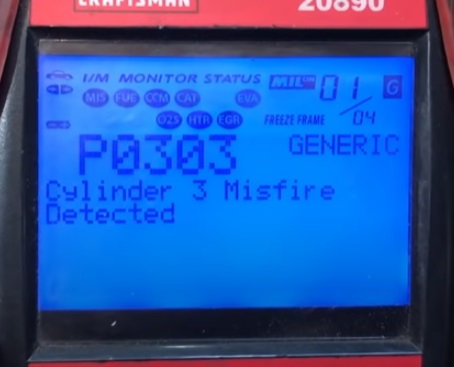 CRAFTSMAN 20890
I/M MONITOR STATUS MIL ON 01 G
MIS FUE CCM CAT EVA
O2S HTR EGR FREEZE FRAME 04
P0303 GENERIC
Cylinder 3 Misfire
Detected